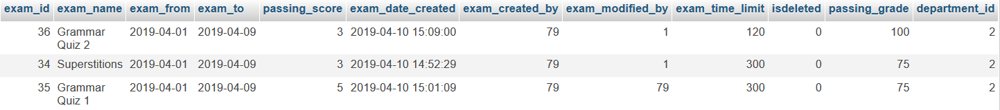 exam_id exam_name exam_from exam_to passing_score exam_date_created exam_created_by exam_modified_by exam_time_limit isdeleted passing_grade department_id
36 Grammar 2019-04-01 2019-04-09 3 2019-04-10 15:09:00 79 1 120 0 100 2
Quiz 2
34 Superstitions 2019-04-01 2019-04-09 3 2019-04-10 14:52:29 79 1 300 0 75 2
35 Grammar 2019-04-01 2019-04-09 5 2019-04-10 15:01:09 79 79 300 0 75 2
Quiz 1